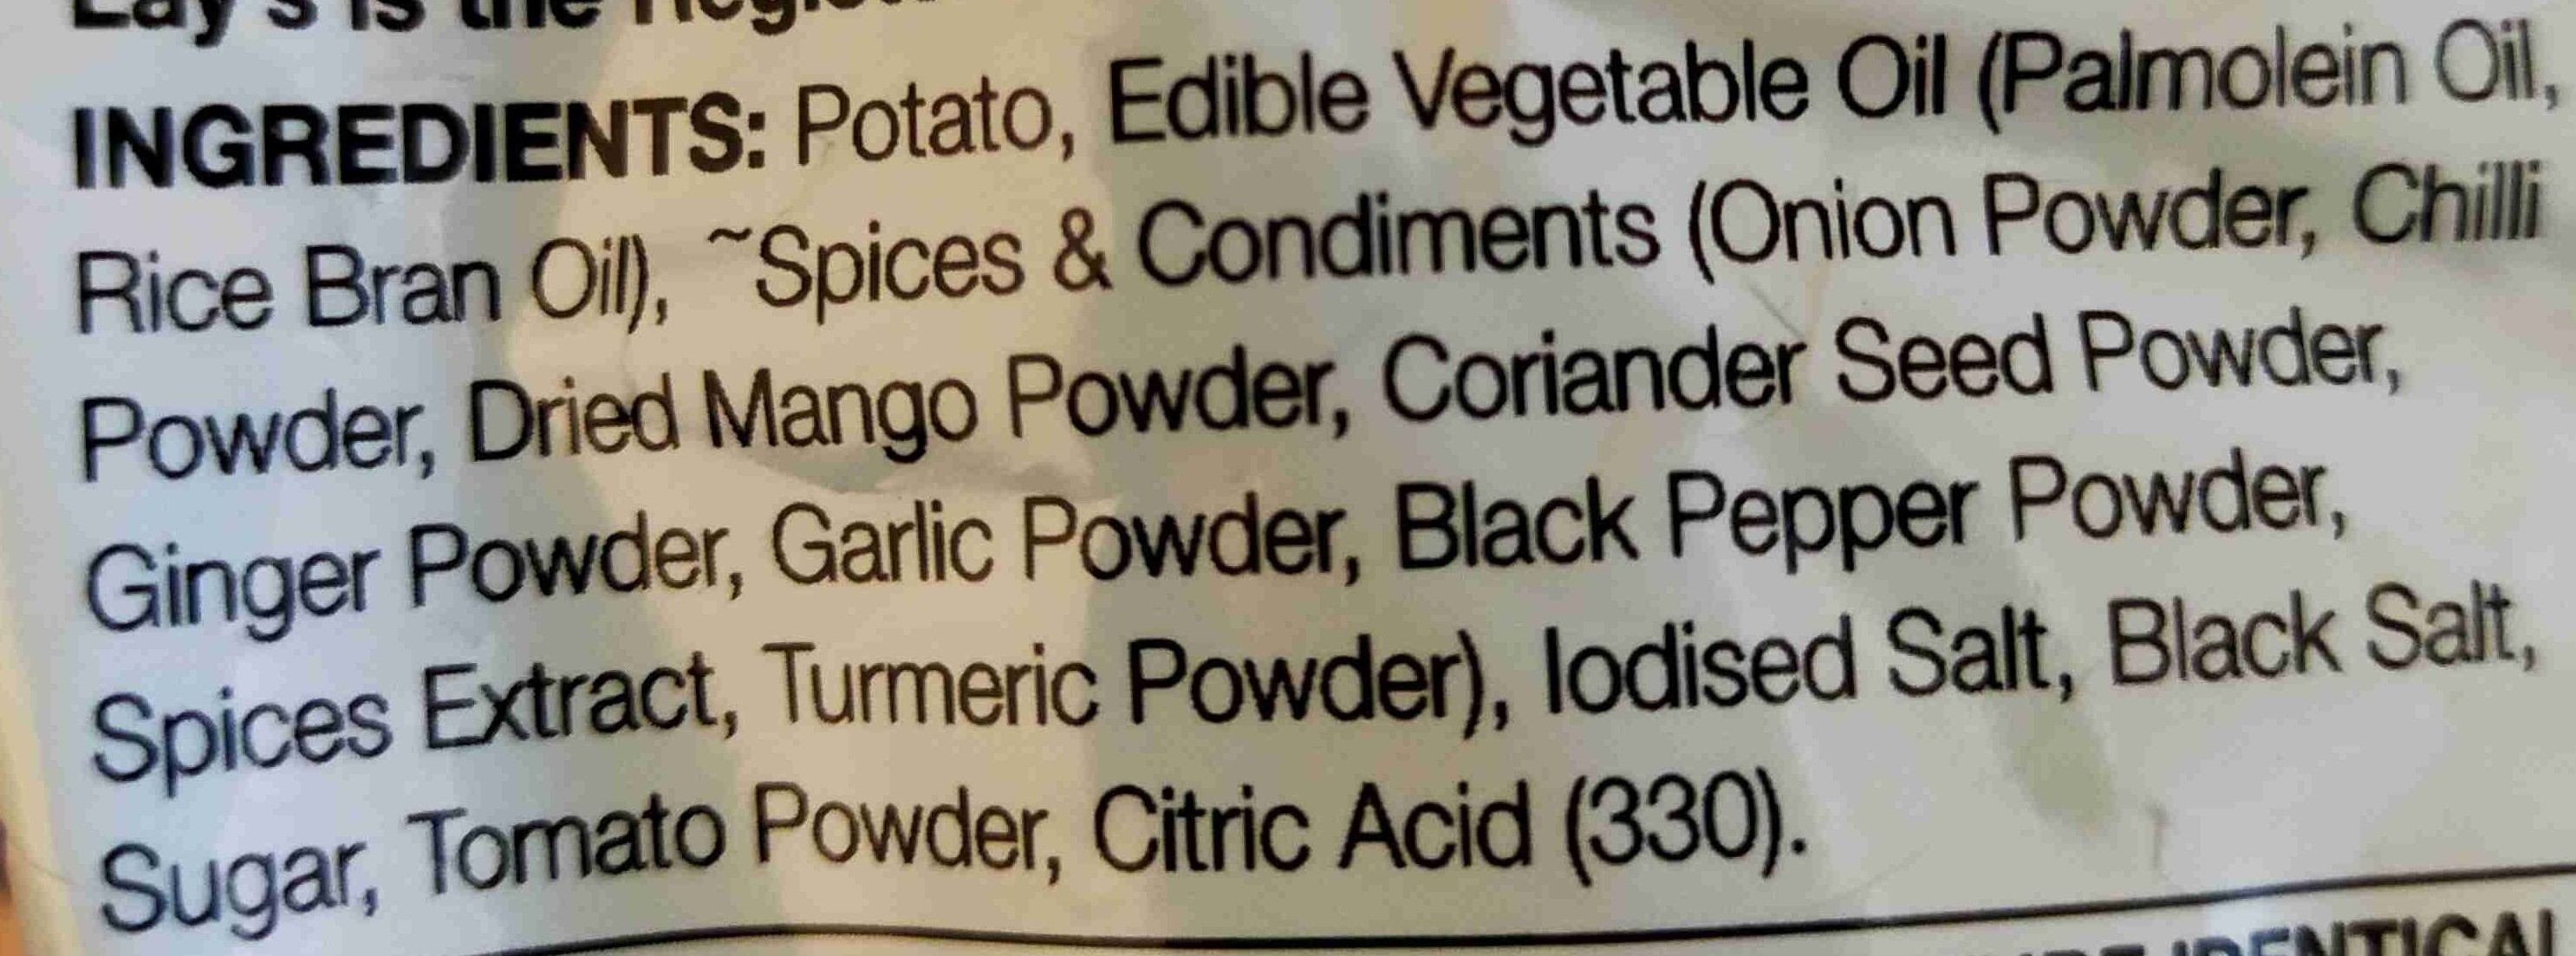 Lay's is the
INGREDIENTS: Potato, Edible Vegetable Oil (Palmolein Oil,
Rice Bran Oil), ~Spices & Condiments (Onion Powder, Chilli
Powder, Dried Mango Powder, Coriander Seed Powder,
Ginger Powder, Garlic Powder, Black Pepper Powder,
Spices Extract, Turmeric Powder), Iodised Salt, Black Salt,
Sugar, Tomato Powder, Citric Acid (330).
IDENTICAL